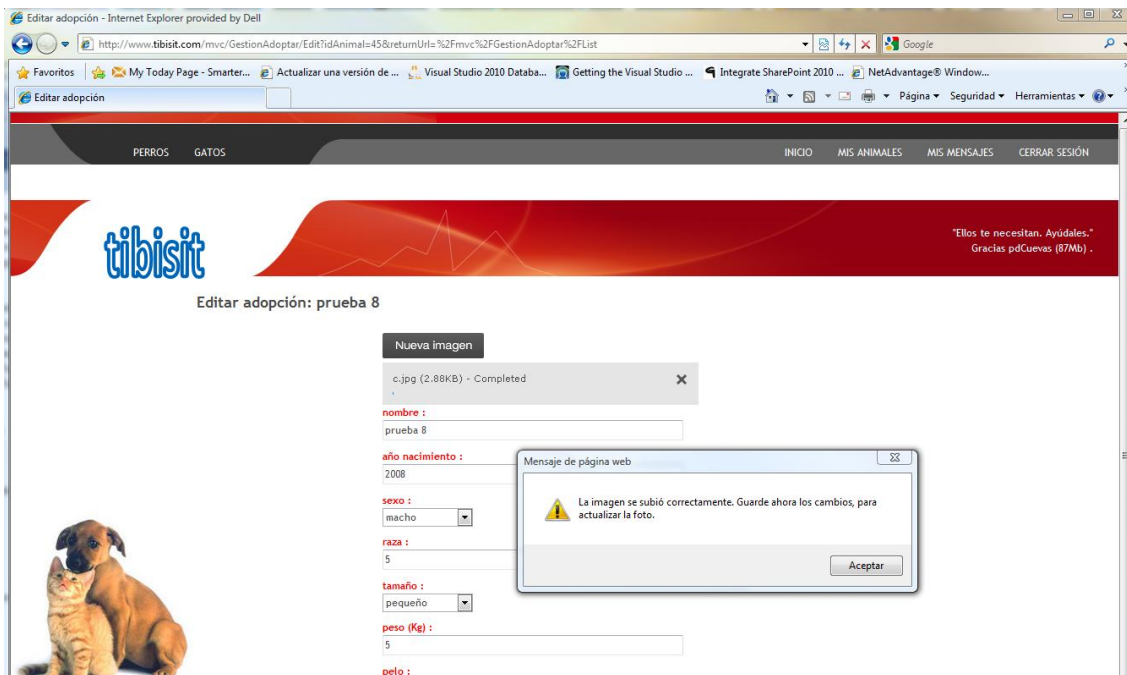 Editar adopción - Internet Explorer provided by Dell
http://www.tibisit.com/mvc/GestionAdoptar/Edit?idAnimal=45&returnUrl=%2Fmvc%2FGestionAdoptar%2FList
Google
Favoritos My Today Page - Smarter... Actualizar una versión de ... Visual Studio 2010 Databa... Getting the Visual Studio ... Integrate SharePoint 2010 ... NetAdvantage® Window...
Editar adopción
Página Seguridad Herramientas
PERROS GATOS INICIO MIS ANIMALES MIS MENSAJES CERRAR SESIÓN
tibisit
"Ellos te necesitan. Ayúdales."
Gracias pdCuevas (87Mb) .
Editar adopción: prueba 8
Nueva imagen
c.jpg (2.88KB) - Completed
nombre :
prueba 8
año nacimiento :
2008
sexo :
macho
raza :
5
tamaño :
pequeño
peso (Kg) :
5
pelo :
Mensaje de página web
La imagen se subió correctamente. Guarde ahora los cambios, para
actualizar la foto.
Aceptar